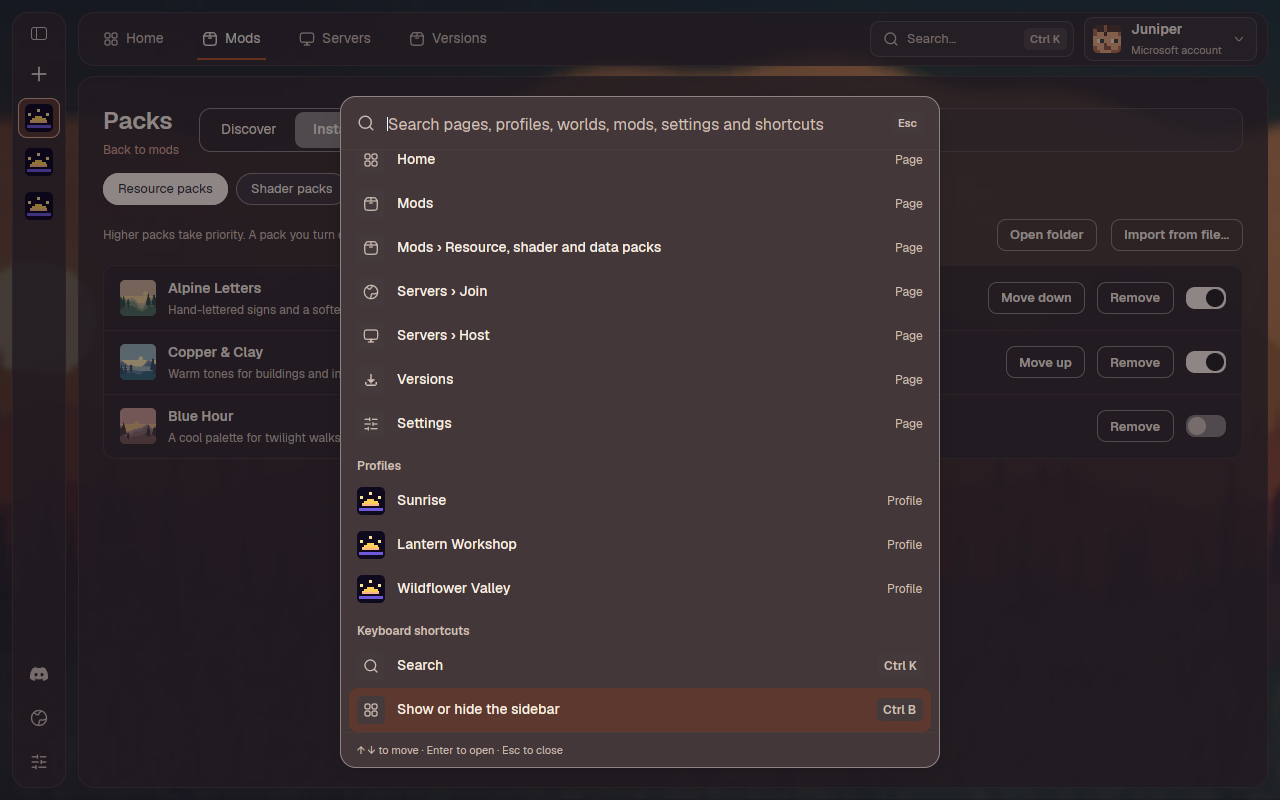 Home
Mods
Servers
Versions
Search...
Ctrl K
Juniper
Microsoft account
Packs
Back to mods
Discover
Resource packs
Shader packs
Higher packs take priority. A pack you turn
Open folder
Import from file...
Alpine Letters
Hand-lettered signs and a
Move down
Remove
Copper & Clay
Warm tones for buildings and
Move up
Remove
Blue Hour
A cool palette for twilight walks
Remove
Search pages, profiles, worlds, mods, settings and shortcuts
Esc
Home
Page
Mods
Page
Mods › Resource, shader and data packs
Page
Servers › Join
Page
Servers › Host
Page
Versions
Page
Settings
Page
Profiles
Sunrise
Profile
Lantern Workshop
Profile
Wildflower Valley
Profile
Keyboard shortcuts
Search
Ctrl K
Show or hide the sidebar
Ctrl B
↑↓ to move · Enter to open · Esc to close